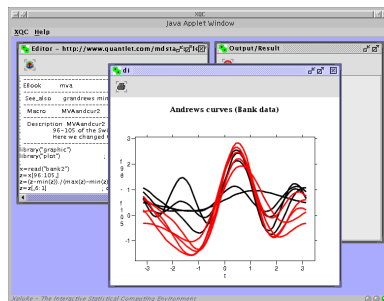 XQC
Java Applet Window
XQC Help
Editor - http://www.quantlet.com/mdsta
Output/Result
EBook mva
See_also grandrews min
Macro MVAandcur2
Description MVAandcur2
96-105 of the Swi
Here we changed t
library("graphic")
library("plot") ;
x=read("bank2")
x=x[96:105,]
z=(z-min(z))./(max(z)-min(z)
z=z[,6:1] ;
di
Andrews curves (Bank data)
3
2
1
0
-1
-3 -2 -1 0 1 2 3
t
XploRe - The Interactive Statistical Computing Environment